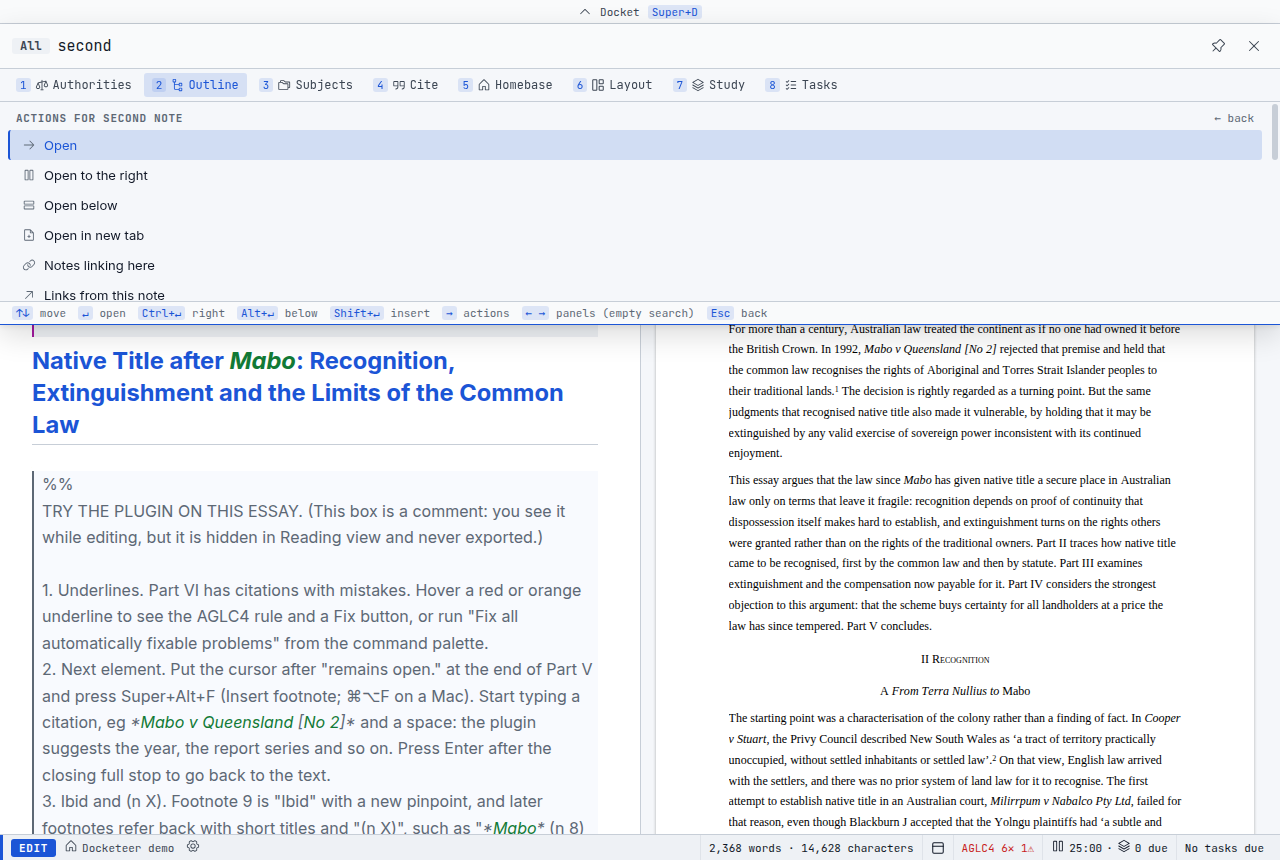 Docket Super+D
All second
1 Authorities 2 Outline 3 Subjects 4 Cite 5 Homebase 6 Layout 7 Study 8 Tasks
ACTIONS FOR SECOND NOTE ← back
Open
Open to the right
Open below
Open in new tab
Notes linking here
Links from this note
↑↓ move ↵ open Ctrl+↵ right Alt+↵ below Shift+↵ insert → actions ← → panels (empty search) Esc back
Native Title after Mabo: Recognition,
Extinguishment and the Limits of the Common
Law
%%
TRY THE PLUGIN ON THIS ESSAY. (This box is a comment: you see it
while editing, but it is hidden in Reading view and never exported.)
1. Underlines. Part VI has citations with mistakes. Hover a red or orange
underline to see the AGLC4 rule and a Fix button, or run "Fix all
automatically fixable problems" from the command palette.
2. Next element. Put the cursor after "remains open." at the end of Part V
and press Super+Alt+F (Insert footnote; ⌘⌥F on a Mac). Start typing a
citation, eg *Mabo v Queensland [No 2]* and a space: the plugin
suggests the year, the report series and so on. Press Enter after the
closing full stop to go back to the text.
3. Ibid and (n X). Footnote 9 is "Ibid" with a new pinpoint, and later
footnotes refer back with short titles and "(n X)", such as "*Mabo* (n 8)
For more than a century, Australian law treated the continent as if no one had owned it before
the British Crown. In 1992, Mabo v Queensland [No 2] rejected that premise and held that
the common law recognises the rights of Aboriginal and Torres Strait Islander peoples to
their traditional lands.¹ The decision is rightly regarded as a turning point. But the same
judgments that recognised native title also made it vulnerable, by holding that it may be
extinguished by any valid exercise of sovereign power inconsistent with its continued
enjoyment.
This essay argues that the law since Mabo has given native title a secure place in Australian
law only on terms that leave it fragile: recognition depends on proof of continuity that
dispossession itself makes hard to establish, and extinguishment turns on the rights others
were granted rather than on the rights of the traditional owners. Part II traces how native title
came to be recognised, first by the common law and then by statute. Part III examines
extinguishment and the compensation now payable for it. Part IV considers the strongest
objection to this argument: that the scheme buys certainty for all landholders at a price the
law has since tempered. Part V concludes.
II Recognition
A From Terra Nullius to Mabo
The starting point was a characterisation of the colony rather than a finding of fact. In Cooper
v Stuart, the Privy Council described New South Wales as ‘a tract of territory practically
unoccupied, without settled inhabitants or settled law’.² On that view, English law arrived
with the settlers, and there was no prior system of land law for it to recognise. The first
attempt to establish native title in an Australian court, Milirrpum v Nabalco Pty Ltd, failed for
that reason, even though Blackburn J accepted that the Yolngu plaintiffs had ‘a subtle and
EDIT Docketeer demo 2,368 words · 14,628 characters AGLC4 6× 1⚠ 25:00 · 0 due No tasks due